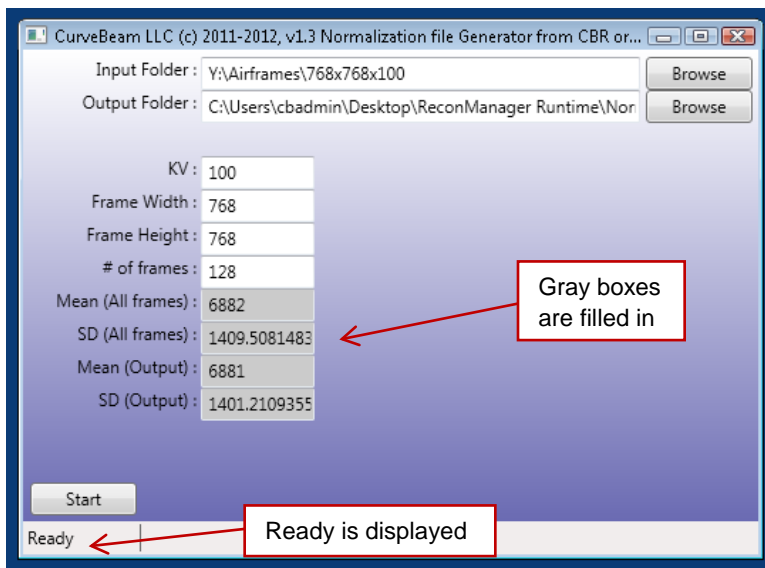 CurveBeam LLC (c) 2011-2012, v1.3 Normalization file Generator from CBR or...
Input Folder : Y:\Airframes\768x768x100 Browse
Output Folder : C:\Users\cbadmin\Desktop\ReconManager Runtime\Nor Browse
KV : 100
Frame Width : 768
Frame Height : 768
# of frames : 128
Mean (All frames) : 6882
SD (All frames) : 1409.5081483
Mean (Output) : 6881
SD (Output) : 1401.2109355
Gray boxes
are filled in
Start
Ready
Ready is displayed